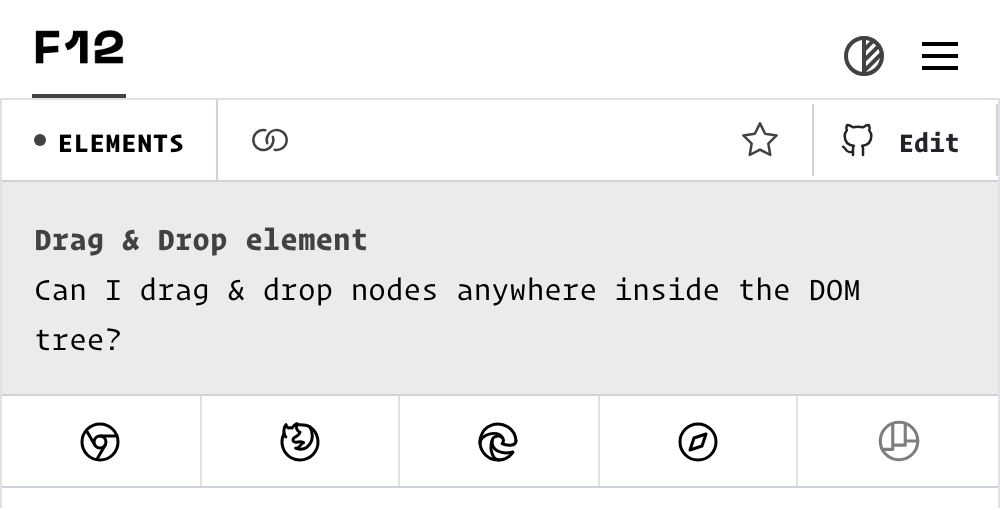 F12
ELEMENTS
Edit
Drag & Drop element
Can I drag & drop nodes anywhere inside the DOM
tree?